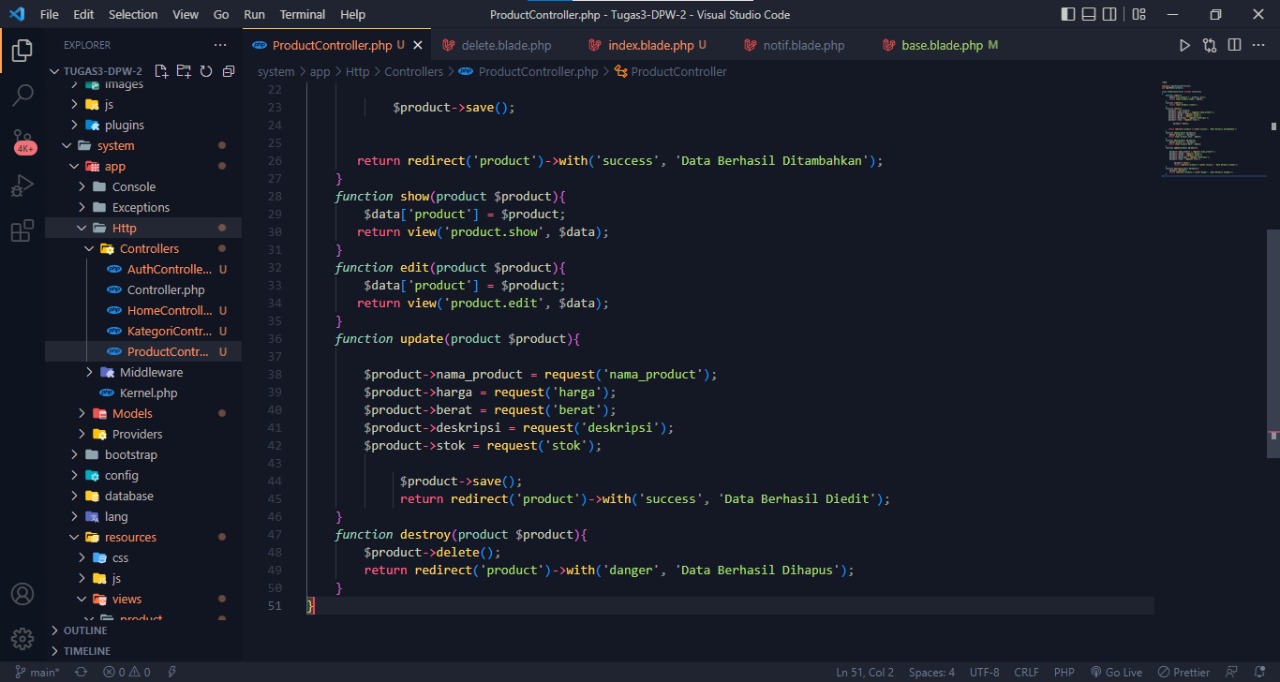 File Edit Selection View Go Run Terminal Help
ProductController.php - Tugas3-DPW-2 - Visual Studio Code
EXPLORER
ProductController.php U
delete.blade.php
index.blade.php U
notif.blade.php
base.blade.php M
TUGAS3-DPW-2
system > app > Http > Controllers > ProductController.php > ProductController
images
js
plugins
system
app
Console
Exceptions
Http
Controllers
AuthControlle... U
Controller.php
HomeControll... U
KategoriContr... U
ProductContr... U
Middleware
Kernel.php
Models
Providers
bootstrap
config
database
lang
resources
css
js
views
product
OUTLINE
TIMELINE
4K+
22
23 $product->save();
24
25
26 return redirect('product')->with('success', 'Data Berhasil Ditambahkan');
27 }
28 function show(product $product){
29 $data['product'] = $product;
30 return view('product.show', $data);
31 }
32 function edit(product $product){
33 $data['product'] = $product;
34 return view('product.edit', $data);
35 }
36 function update(product $product){
37
38 $product->nama_product = request('nama_product');
39 $product->harga = request('harga');
40 $product->berat = request('berat');
41 $product->deskripsi = request('deskripsi');
42 $product->stok = request('stok');
43
44 $product->save();
45 return redirect('product')->with('success', 'Data Berhasil Diedit');
46 }
47 function destroy(product $product){
48 $product->delete();
49 return redirect('product')->with('danger', 'Data Berhasil Dihapus');
50 }
51 }
main* 0 0 Ln 51, Col 2 Spaces: 4 UTF-8 CRLF PHP Go Live Prettier